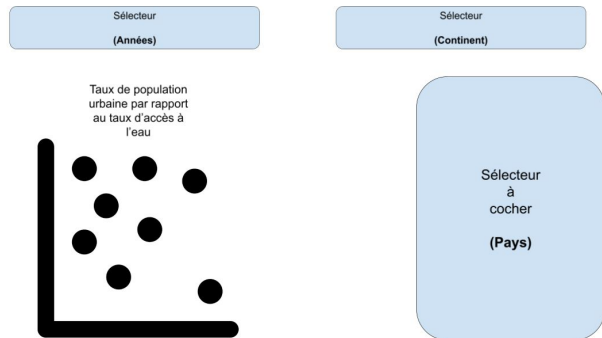 Sélecteur
(Années)
Sélecteur
(Continent)
Taux de population
urbaine par rapport
au taux d'accès à
l'eau
Sélecteur
à
cocher
(Pays)